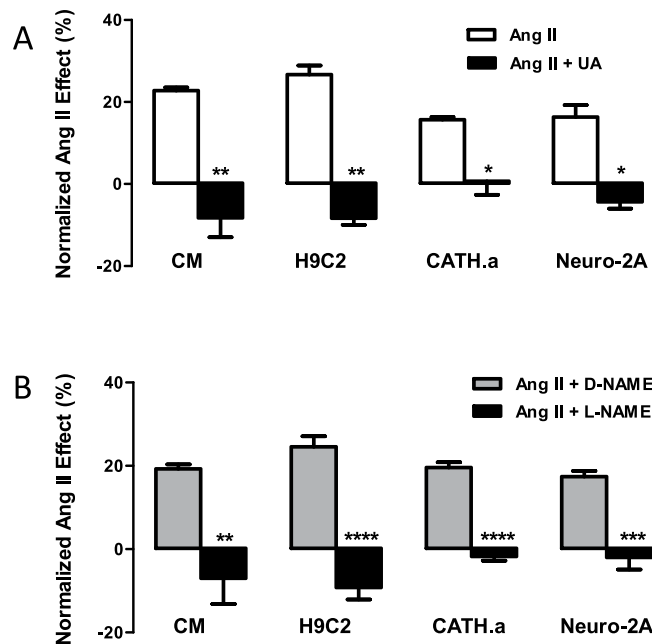 A
Normalized Ang II Effect (%)
40
20
0
-20
Ang II
Ang II + UA
**
**
*
*
CM
H9C2
CATH.a
Neuro-2A
B
Normalized Ang II Effect (%)
40
20
0
-20
Ang II + D-NAME
Ang II + L-NAME
**
****
****
***
CM
H9C2
CATH.a
Neuro-2A